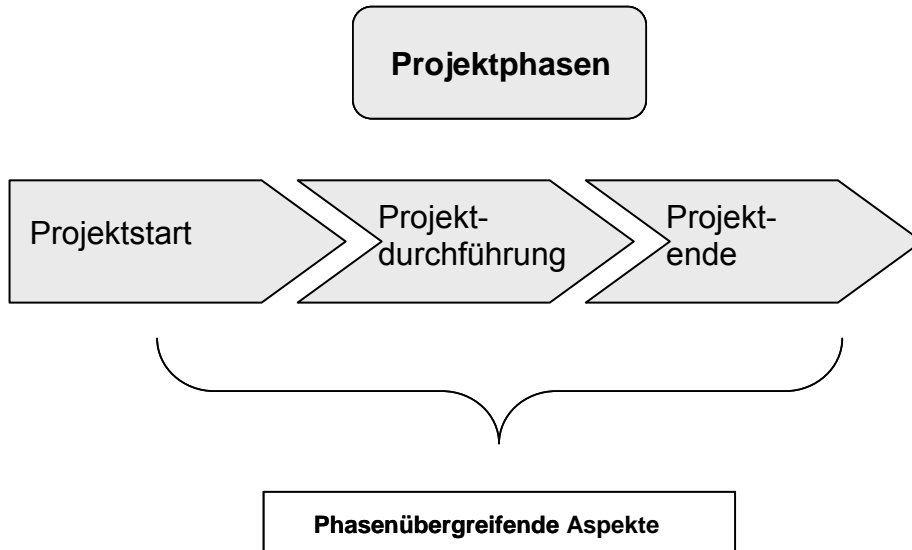 Projektphasen
Projektstart
Projekt-
durchführung
Projekt-
ende
Phasenübergreifende Aspekte